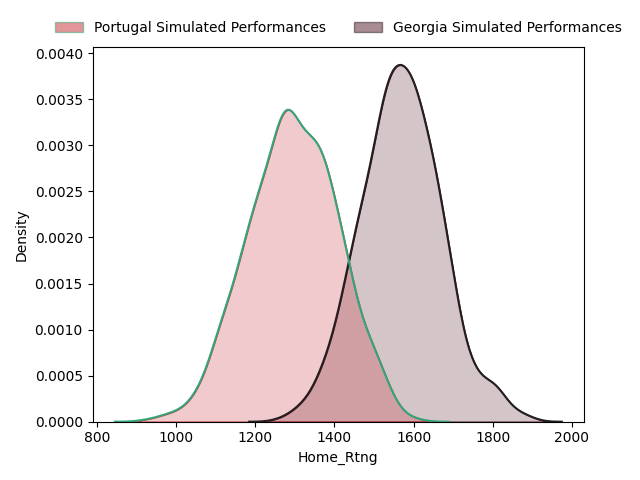 Portugal Simulated Performances Georgia Simulated Performances
0.0040
0.0035
0.0030
0.0025
0.0020
0.0015
0.0010
0.0005
0.0000
Density
800 1000 1200 1400 1600 1800 2000
Home_Rtng